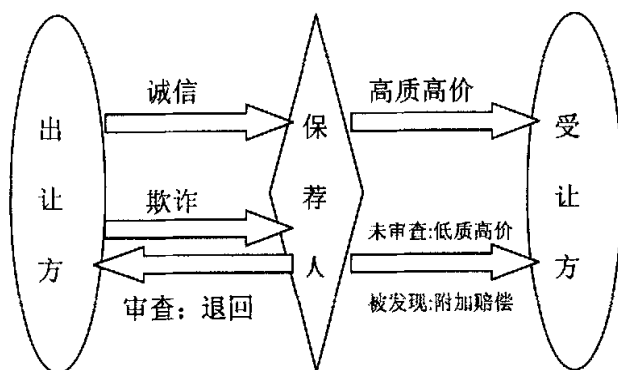 出让方
诚信
欺诈
审查：退回
保荐人
高质高价
未审查:低质高价
被发现:附加赔偿
受让方